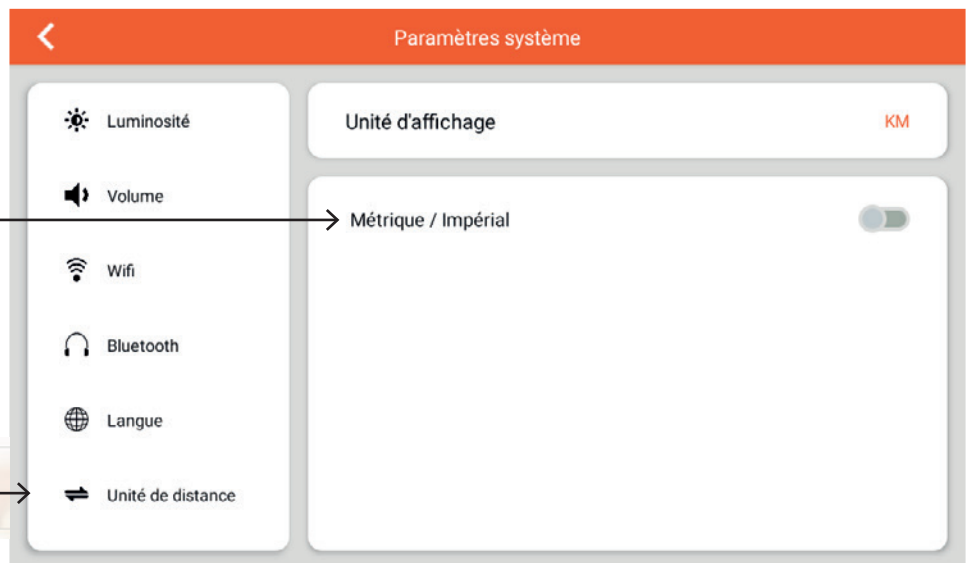 Paramètres système
Luminosité
Volume
Wifi
Bluetooth
Langue
Unité de distance
Unité d'affichage
KM
Métrique / Impérial